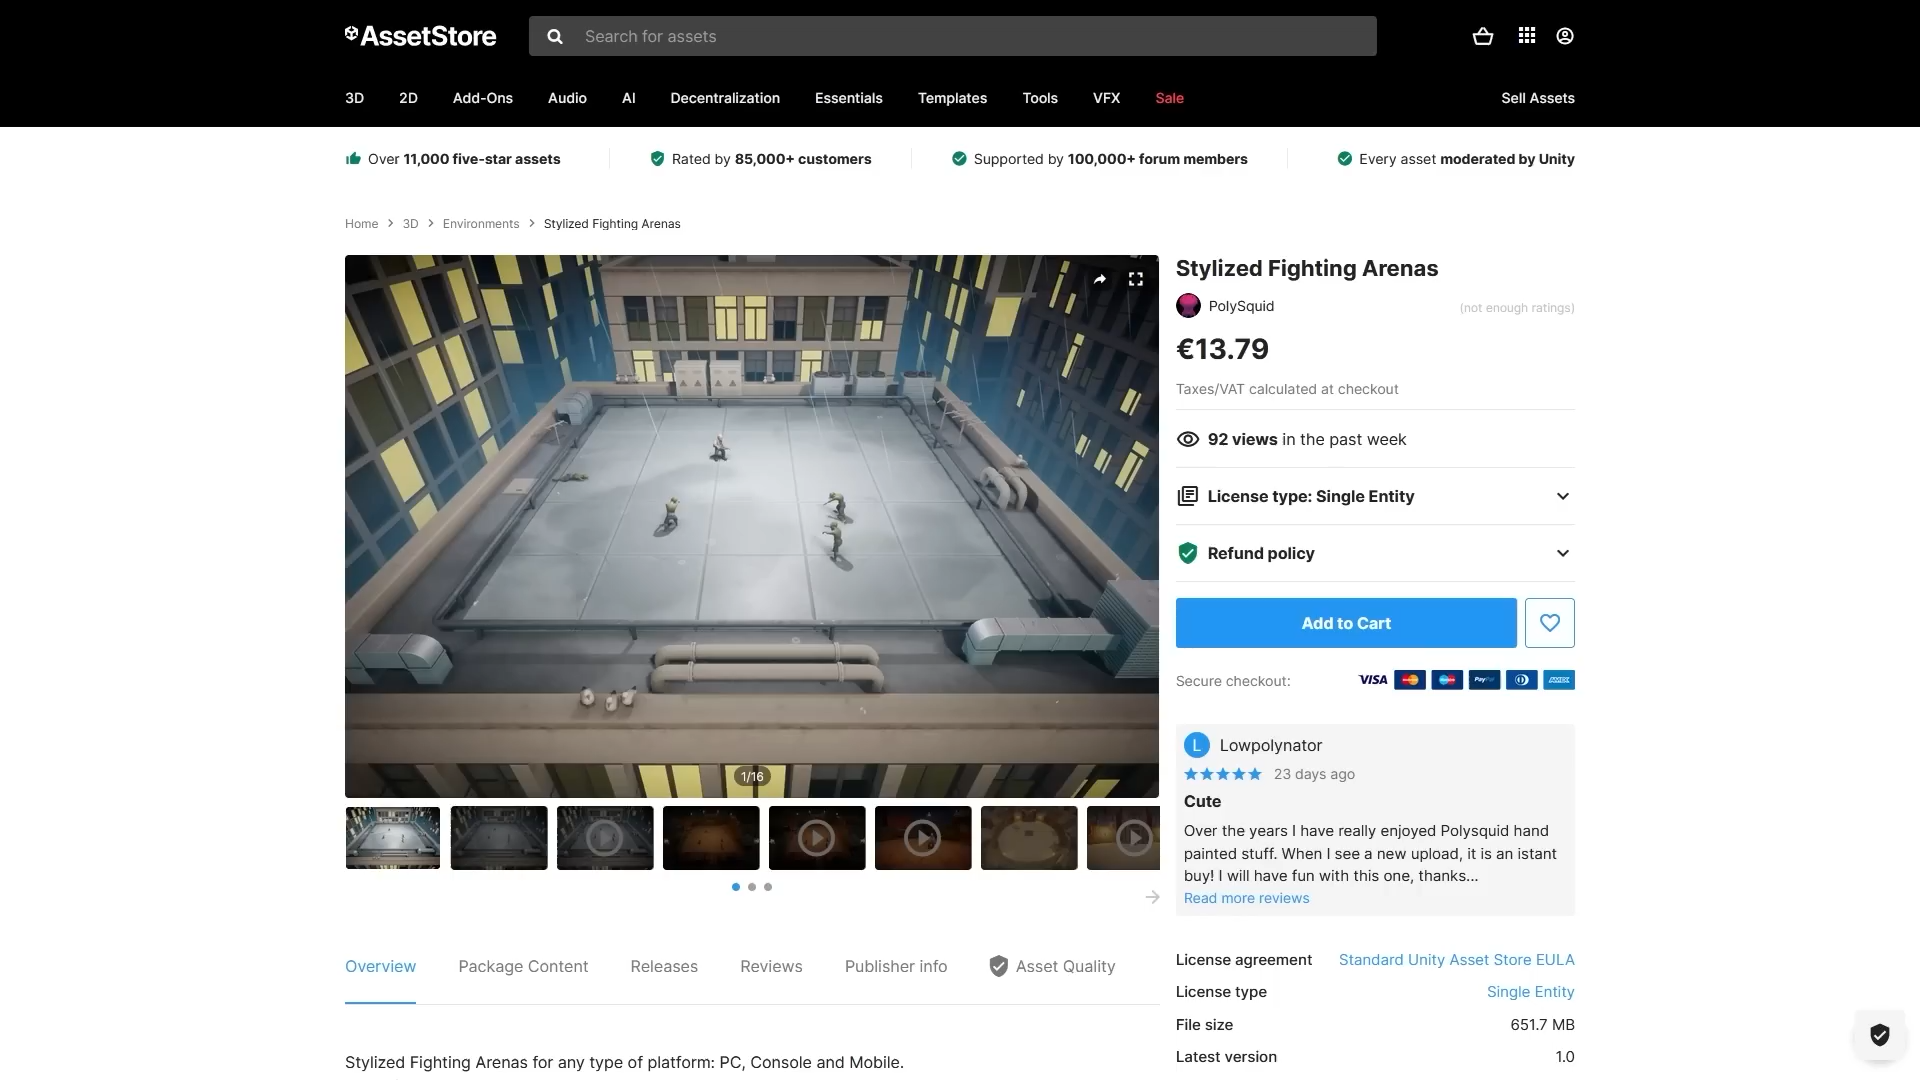 AssetStore
Search for assets
3D 2D Add-Ons Audio AI Decentralization Essentials Templates Tools VFX Sale Sell Assets
Over 11,000 five-star assets Rated by 85,000+ customers Supported by 100,000+ forum members Every asset moderated by Unity
Home > 3D > Environments > Stylized Fighting Arenas
Stylized Fighting Arenas
PolySquid (not enough ratings)
€13.79
Taxes/VAT calculated at checkout
92 views in the past week
License type: Single Entity
Refund policy
Add to Cart
Secure checkout: VISA PayPal AMEX
1/16
L Lowpolynator
23 days ago
Cute
Over the years I have really enjoyed Polysquid hand
painted stuff. When I see a new upload, it is an istant
buy! I will have fun with this one, thanks...
Read more reviews
Overview Package Content Releases Reviews Publisher info Asset Quality
License agreement Standard Unity Asset Store EULA
License type Single Entity
File size 651.7 MB
Latest version 1.0
Stylized Fighting Arenas for any type of platform: PC, Console and Mobile.